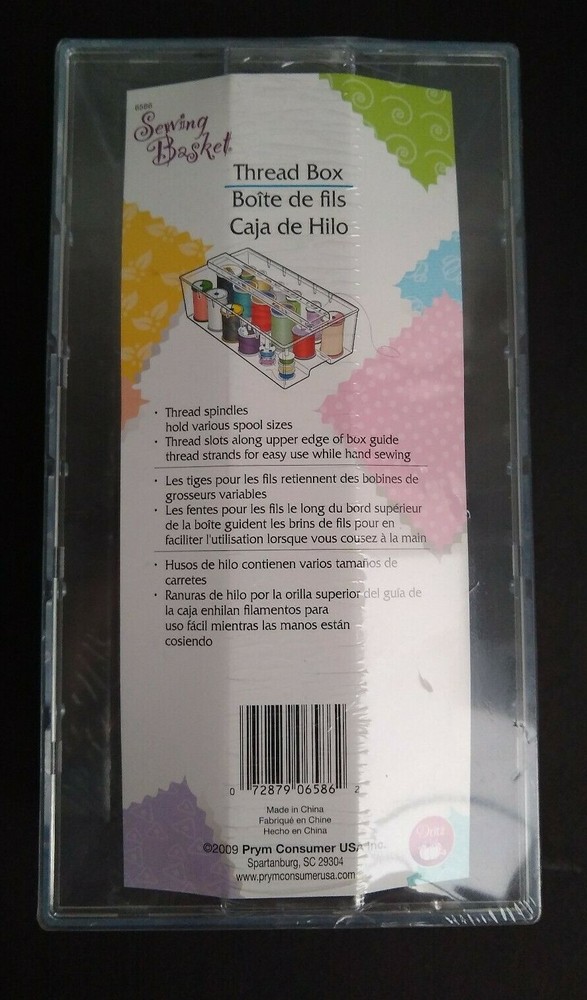 6586
Sewing
Basket
Thread Box
Boîte de fils
Caja de Hilo
• Thread spindles
hold various spool sizes
• Thread slots along upper edge of box guide
thread strands for easy use while hand sewing
• Les tiges pour les fils retiennent des bobines de
grosseurs variables
• Les fentes pour les fils le long du bord supérieur
de la boîte guident les brins de fils pour en
faciliter l'utilisation lorsque vous cousez à la main
• Husos de hilo contienen varios tamaños de
carretes
• Ranuras de hilo por la orilla superior del guía de
la caja enhilan filamentos para
uso fácil mientras las manos están
cosiendo
0 72879 06586 2
Made in China
Fabriqué en Chine
Hecho en China
©2009 Prym Consumer USA Inc.
Spartanburg, SC 29304
www.prymconsumerusa.com
Dritz